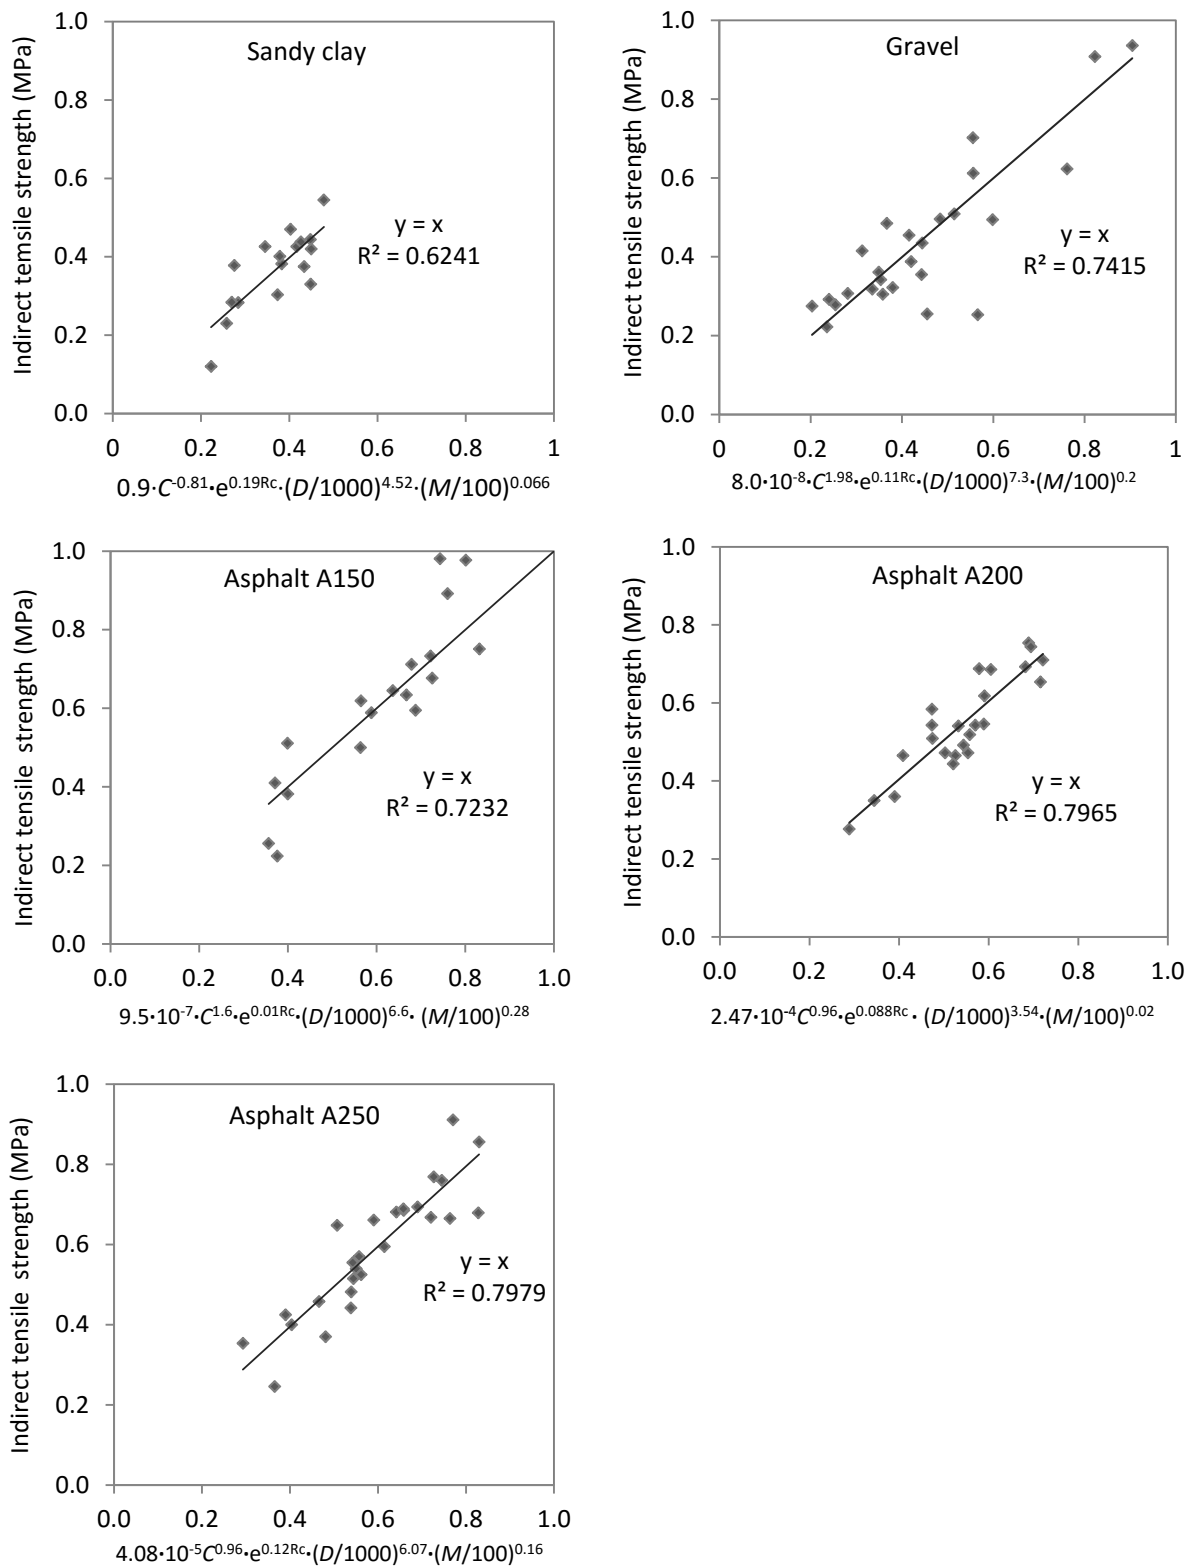 Sandy clay
Indirect tensile strength (MPa)
1.0
0.8
0.6
0.4
0.2
0.0
y = x
R² = 0.6241
0 0.2 0.4 0.6 0.8 1
0.9·C^-0.81·e^0.19Rc·(D/1000)^4.52·(M/100)^0.066
Gravel
Indirect tensile strength (MPa)
1.0
0.8
0.6
0.4
0.2
0.0
y = x
R² = 0.7415
0 0.2 0.4 0.6 0.8 1
8.0·10^-8·C^1.98·e^0.11Rc·(D/1000)^7.3·(M/100)^0.2
Asphalt A150
Indirect tensile strength (MPa)
1.0
0.8
0.6
0.4
0.2
0.0
y = x
R² = 0.7232
0.0 0.2 0.4 0.6 0.8 1.0
9.5·10^-7·C^1.6·e^0.01Rc·(D/1000)^6.6· (M/100)^0.28
Asphalt A200
Indirect tensile strength (MPa)
1.0
0.8
0.6
0.4
0.2
0.0
y = x
R² = 0.7965
0.0 0.2 0.4 0.6 0.8 1.0
2.47·10^-4C^0.96·e^0.088Rc· (D/1000)^3.54·(M/100)^0.02
Asphalt A250
Indirect tensile strength (MPa)
1.0
0.8
0.6
0.4
0.2
0.0
y = x
R² = 0.7979
0.0 0.2 0.4 0.6 0.8 1.0
4.08·10^-5C^0.96·e^0.12Rc·(D/1000)^6.07·(M/100)^0.16